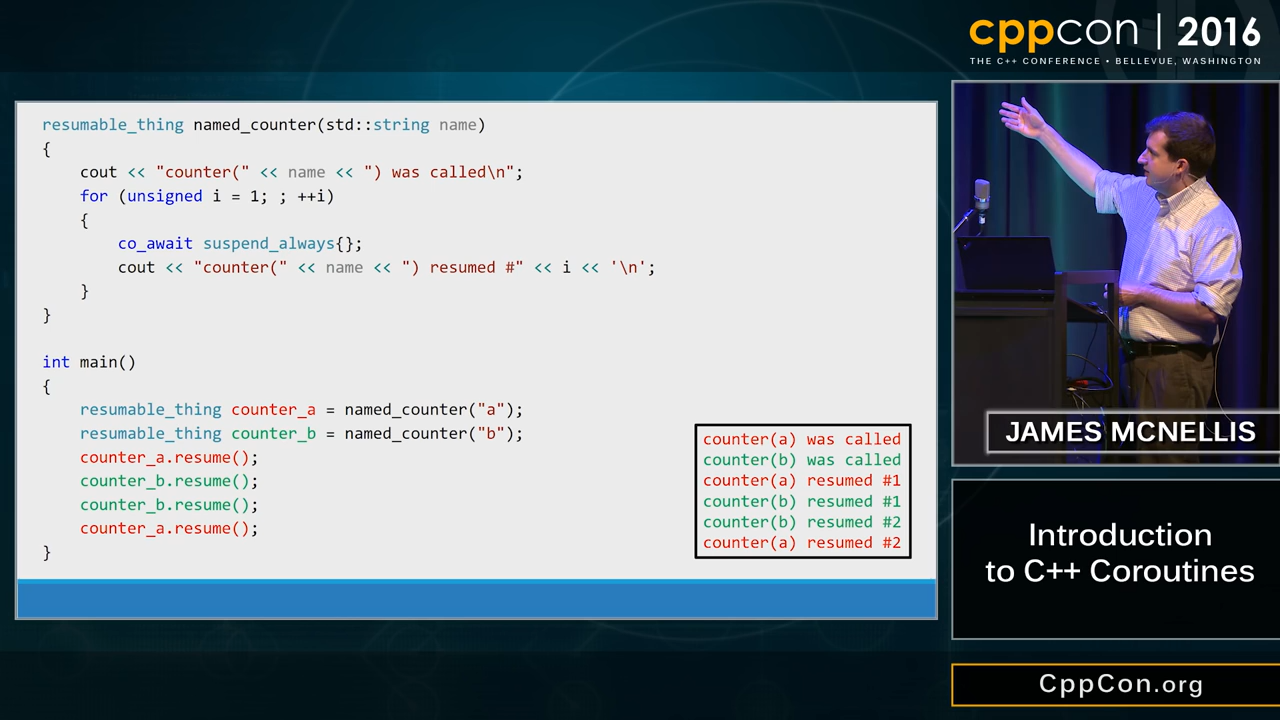 cppcon | 2016
THE C++ CONFERENCE • BELLEVUE, WASHINGTON
resumable_thing named_counter(std::string name)
{
    cout << "counter(" << name << ") was called\n";
    for (unsigned i = 1; ; ++i)
    {
        co_await suspend_always{};
        cout << "counter(" << name << ") resumed #" << i << '\n';
    }
}
int main()
{
    resumable_thing counter_a = named_counter("a");
    resumable_thing counter_b = named_counter("b");
    counter_a.resume();
    counter_b.resume();
    counter_b.resume();
    counter_a.resume();
}
counter(a) was called
counter(b) was called
counter(a) resumed #1
counter(b) resumed #1
counter(b) resumed #2
counter(a) resumed #2
JAMES MCNELLIS
Introduction
to C++ Coroutines
CppCon.org